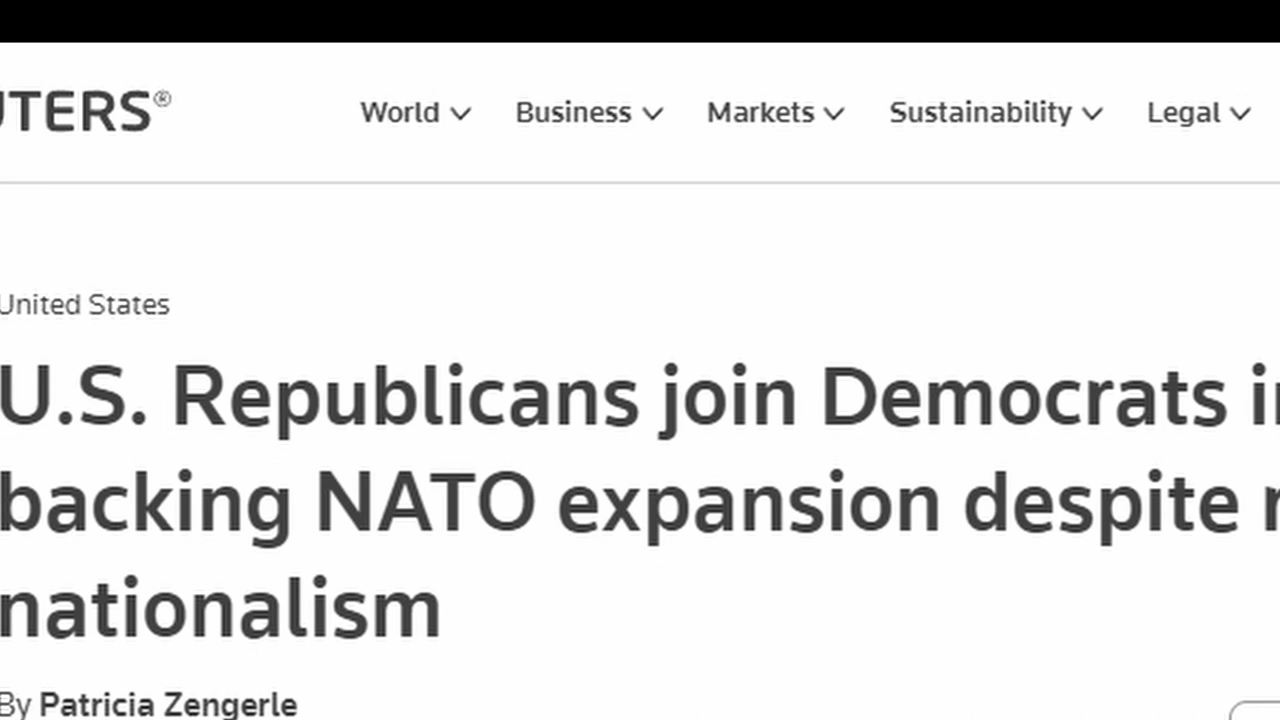 UTERS®
World Business Markets Sustainability Legal
United States
U.S. Republicans join Democrats in
backing NATO expansion despite
nationalism
By Patricia Zengerle